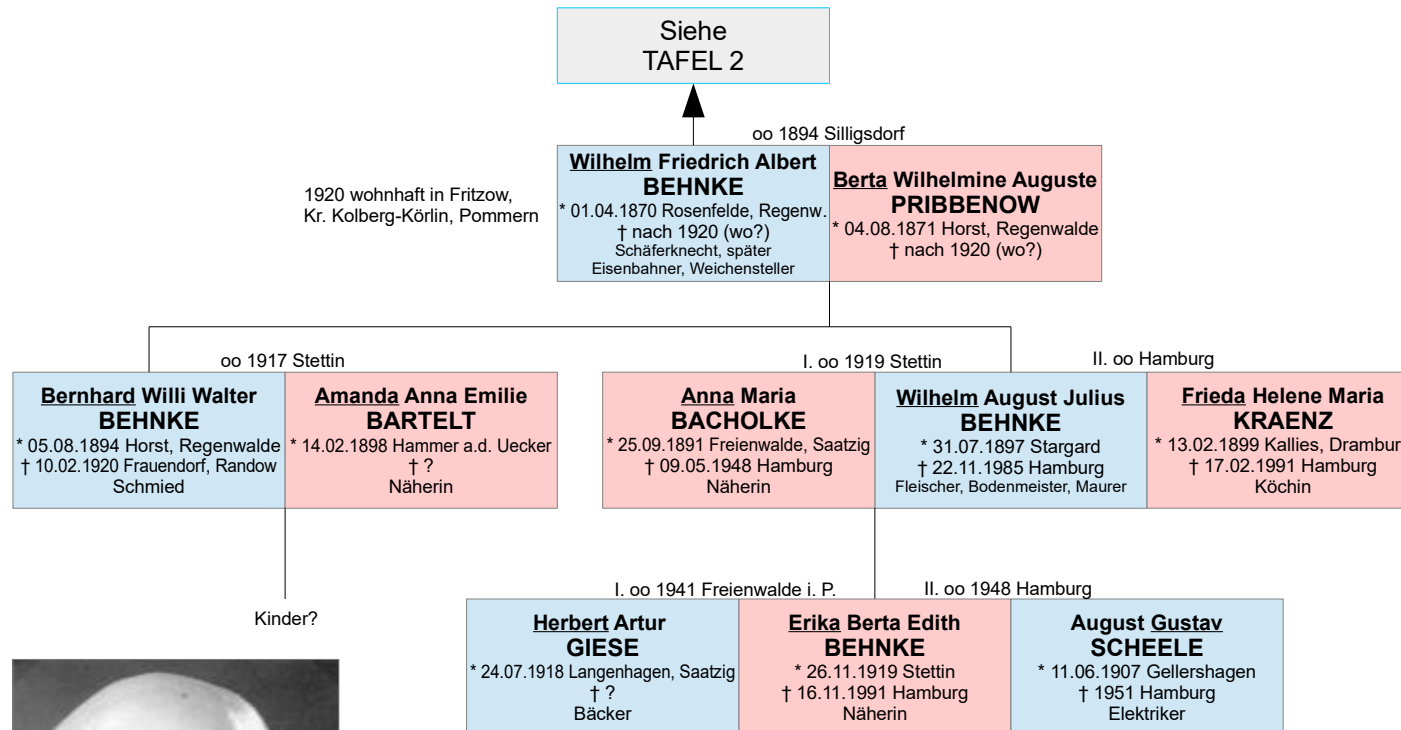 Siehe
TAFEL 2
oo 1894 Silligsdorf
1920 wohnhaft in Fritzow,
Kr. Kolberg-Körlin, Pommern
Wilhelm Friedrich Albert
BEHNKE
* 01.04.1870 Rosenfelde, Regenw.
† nach 1920 (wo?)
Schäferknecht, später
Eisenbahner, Weichensteller
Berta Wilhelmine Auguste
PRIBBENOW
* 04.08.1871 Horst, Regenwalde
† nach 1920 (wo?)
oo 1917 Stettin
Bernhard Willi Walter
BEHNKE
* 05.08.1894 Horst, Regenwalde
† 10.02.1920 Frauendorf, Randow
Schmied
Amanda Anna Emilie
BARTELT
* 14.02.1898 Hammer a.d. Uecker
† ?
Näherin
I. oo 1919 Stettin
II. oo Hamburg
Anna Maria
BACHOLKE
* 25.09.1891 Freienwalde, Saatzig
† 09.05.1948 Hamburg
Näherin
Wilhelm August Julius
BEHNKE
* 31.07.1897 Stargard
† 22.11.1985 Hamburg
Fleischer, Bodenmeister, Maurer
Frieda Helene Maria
KRAENZ
* 13.02.1899 Kallies, Drambur
† 17.02.1991 Hamburg
Köchin
Kinder?
I. oo 1941 Freienwalde i. P.
II. oo 1948 Hamburg
Herbert Artur
GIESE
* 24.07.1918 Langenhagen, Saatzig
† ?
Bäcker
Erika Berta Edith
BEHNKE
* 26.11.1919 Stettin
† 16.11.1991 Hamburg
Näherin
August Gustav
SCHEELE
* 11.06.1907 Gellershagen
† 1951 Hamburg
Elektriker